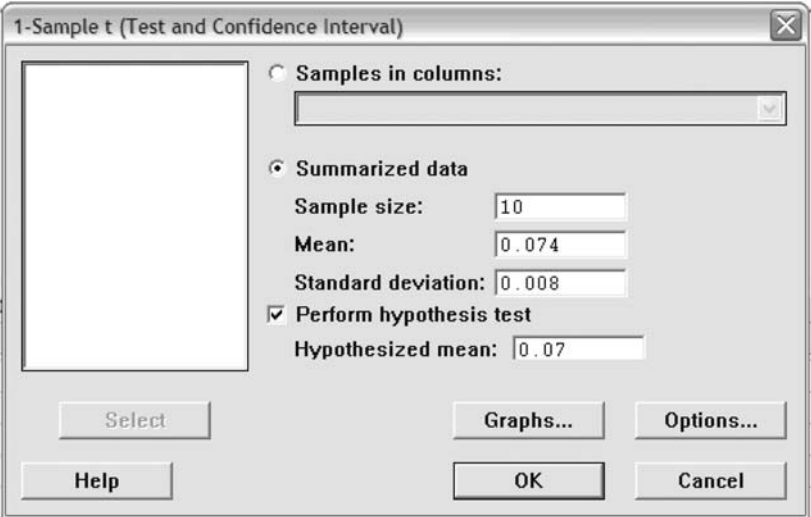 1-Sample t (Test and Confidence Interval)
Samples in columns:
Summarized data
Sample size: 10
Mean: 0.074
Standard deviation: 0.008
Perform hypothesis test
Hypothesized mean: 0.07
Select Graphs... Options...
Help OK Cancel